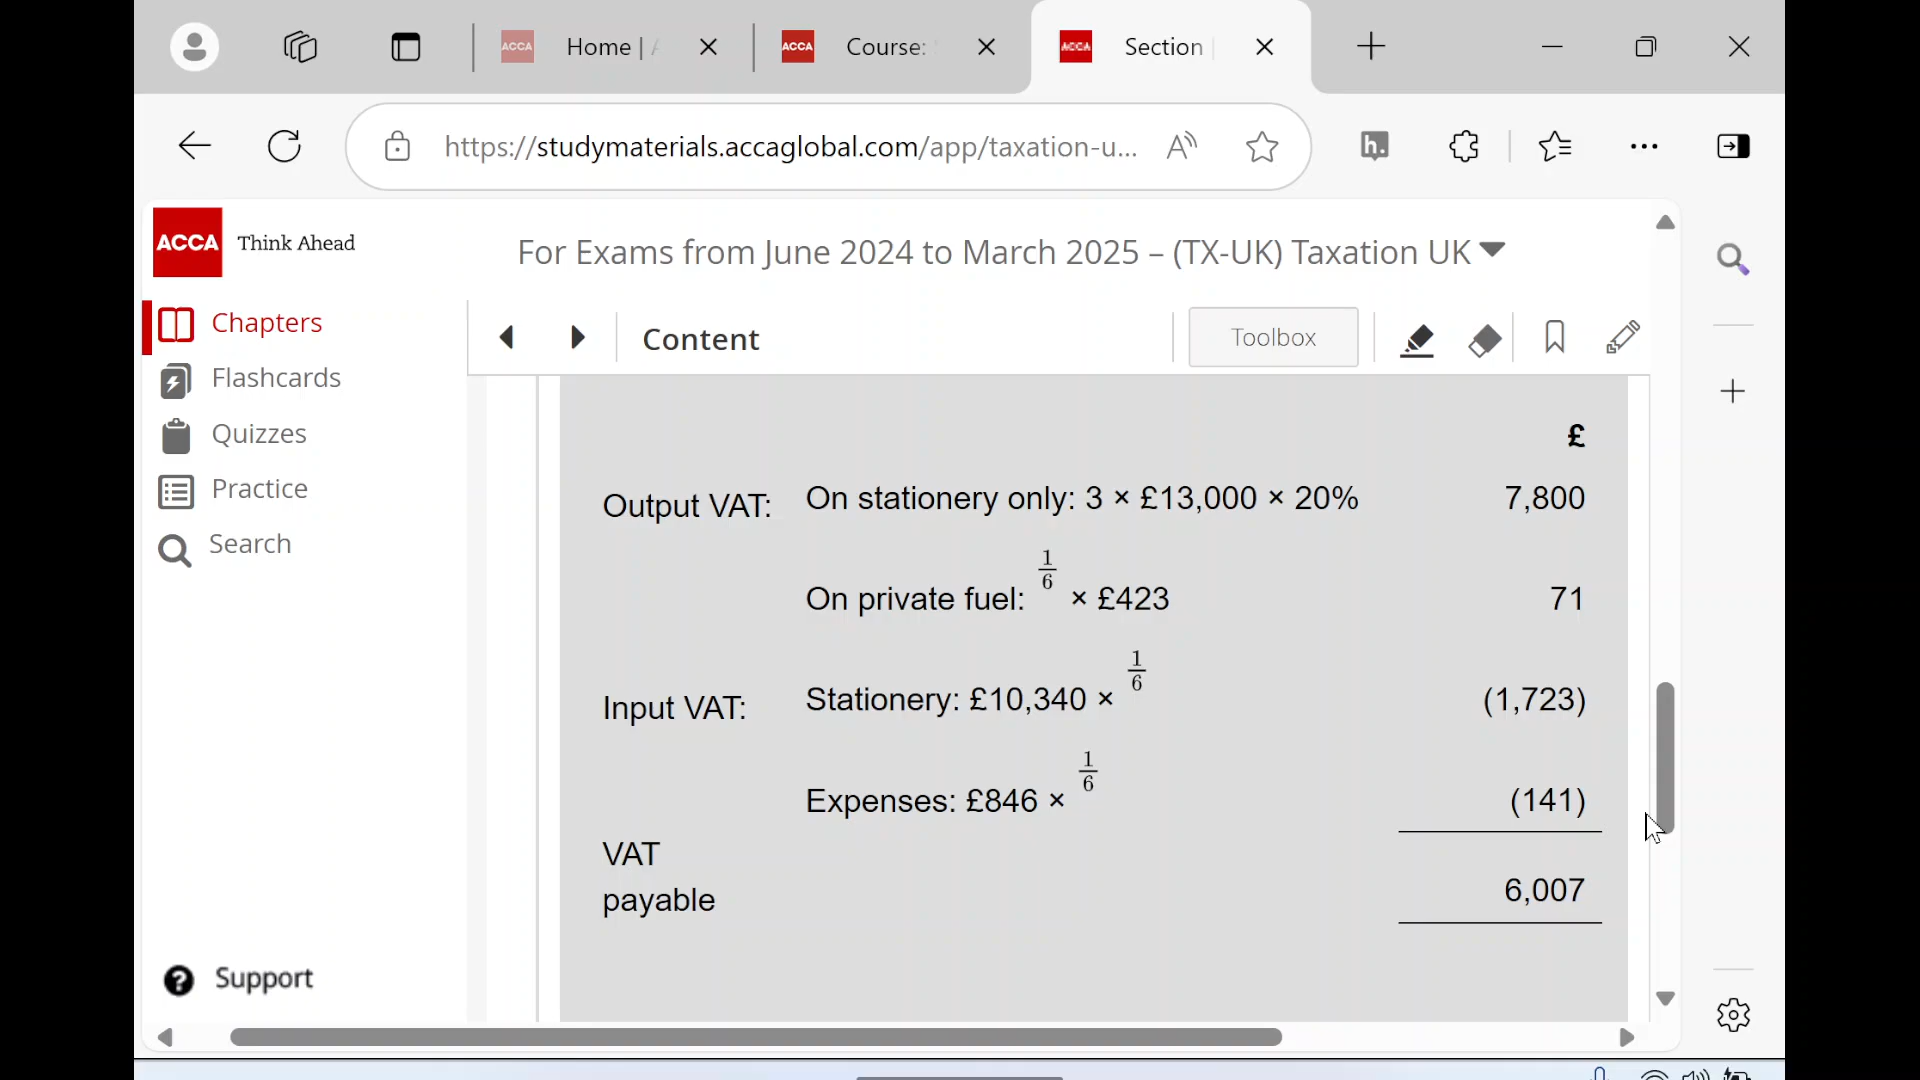 ACCA
Home |
ACCA
Course:
ACCA
Section
https://studymaterials.accaglobal.com/app/taxation-u...
h.
ACCA Think Ahead
For Exams from June 2024 to March 2025 – (TX-UK) Taxation UK
Chapters
Flashcards
Quizzes
Practice
Search
Support
Content
Toolbox
£
Output VAT: On stationery only: 3 × £13,000 × 20% 7,800
On private fuel: 1/6 × £423 71
Input VAT: Stationery: £10,340 × 1/6 (1,723)
Expenses: £846 × 1/6 (141)
VAT
payable 6,007